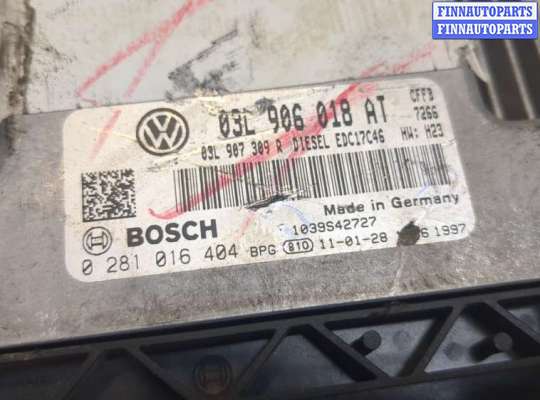 FINNAUTOPARTS
FINNAUTOPARTS
03L 906 018 AT
CFFB
7266
03L 907 309 R DIESEL EDC17C46
HW: H23
Made in Germany
BOSCH
1039S42727
0 281 016 404 BPG 810 11-01-28 S 1997